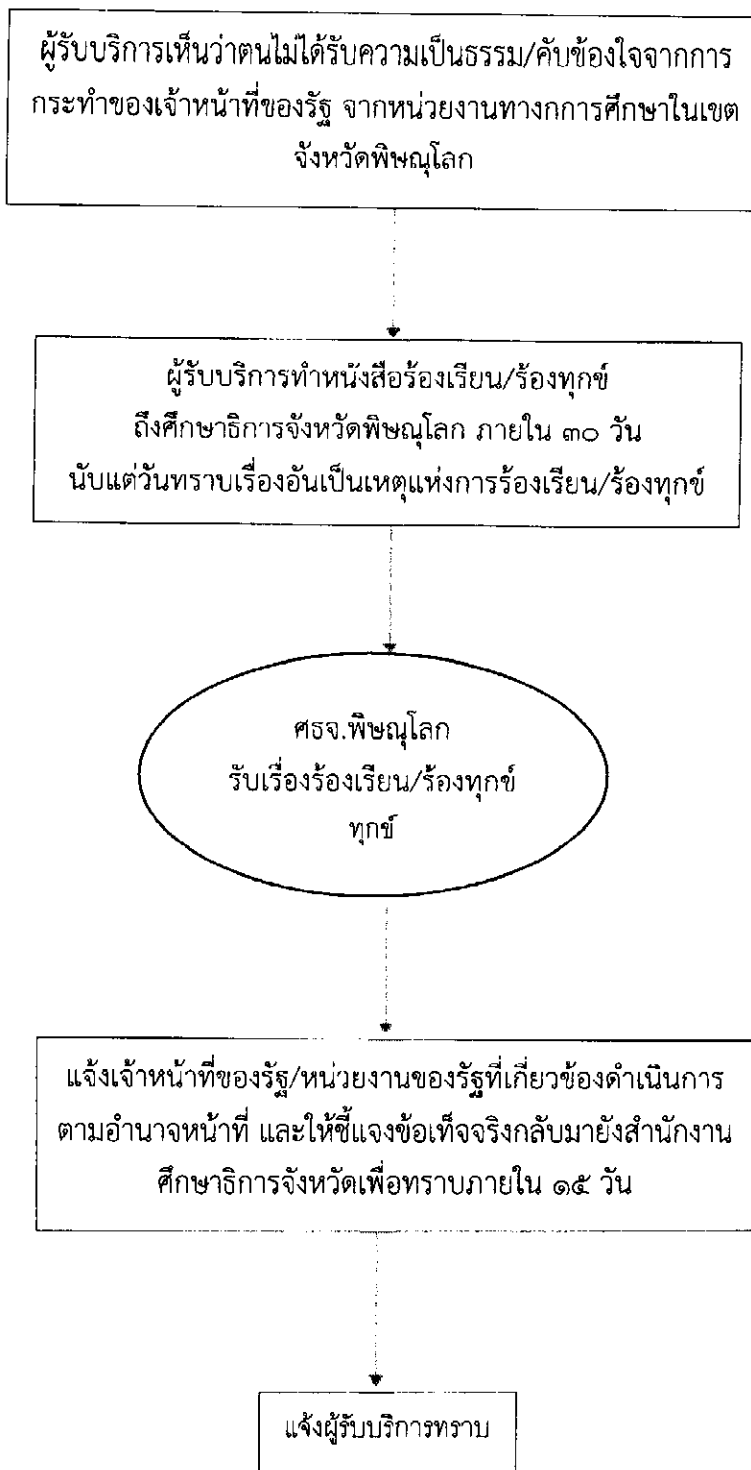 ผู้รับบริการเห็นว่าตนไม่ได้รับความเป็นธรรม/คับข้องใจจากการ
กระทำของเจ้าหน้าที่ของรัฐ จากหน่วยงานทางกการศึกษาในเขต
จังหวัดพิษณุโลก
ผู้รับบริการทำหนังสือร้องเรียน/ร้องทุกข์
ถึงศึกษาธิการจังหวัดพิษณุโลก ภายใน ๓๐ วัน
นับแต่วันทราบเรื่องอันเป็นเหตุแห่งการร้องเรียน/ร้องทุกข์
ศธจ.พิษณุโลก
รับเรื่องร้องเรียน/ร้องทุกข์
ทุกข์
แจ้งเจ้าหน้าที่ของรัฐ/หน่วยงานของรัฐที่เกี่ยวข้องดำเนินการ
ตามอำนาจหน้าที่ และให้ชี้แจงข้อเท็จจริงกลับมายังสำนักงาน
ศึกษาธิการจังหวัดเพื่อทราบภายใน ๑๕ วัน
แจ้งผู้รับบริการทราบ